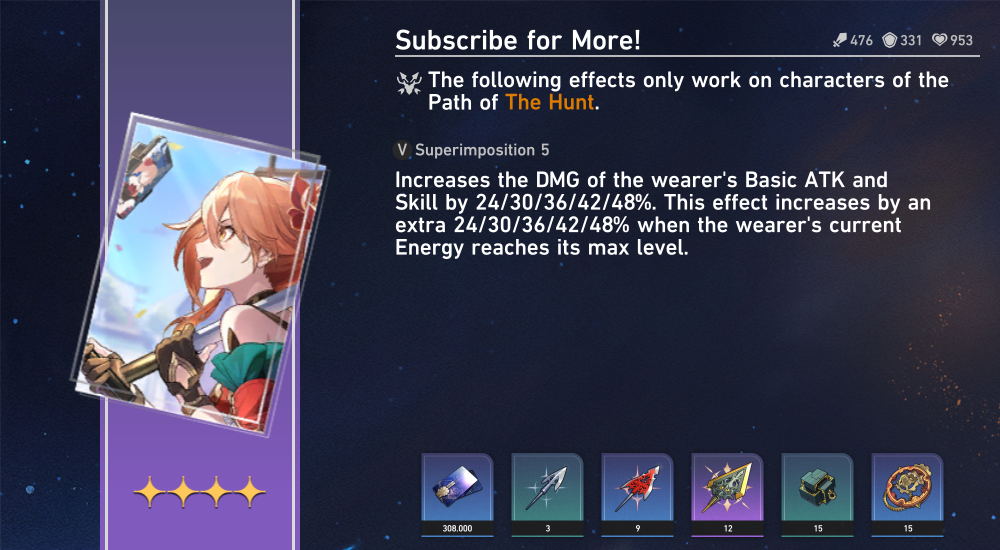 Subscribe for More!
476 331 953
The following effects only work on characters of the
Path of The Hunt.
V Superimposition 5
Increases the DMG of the wearer's Basic ATK and
Skill by 24/30/36/42/48%. This effect increases by an
extra 24/30/36/42/48% when the wearer's current
Energy reaches its max level.
308.000 3 9 12 15 15